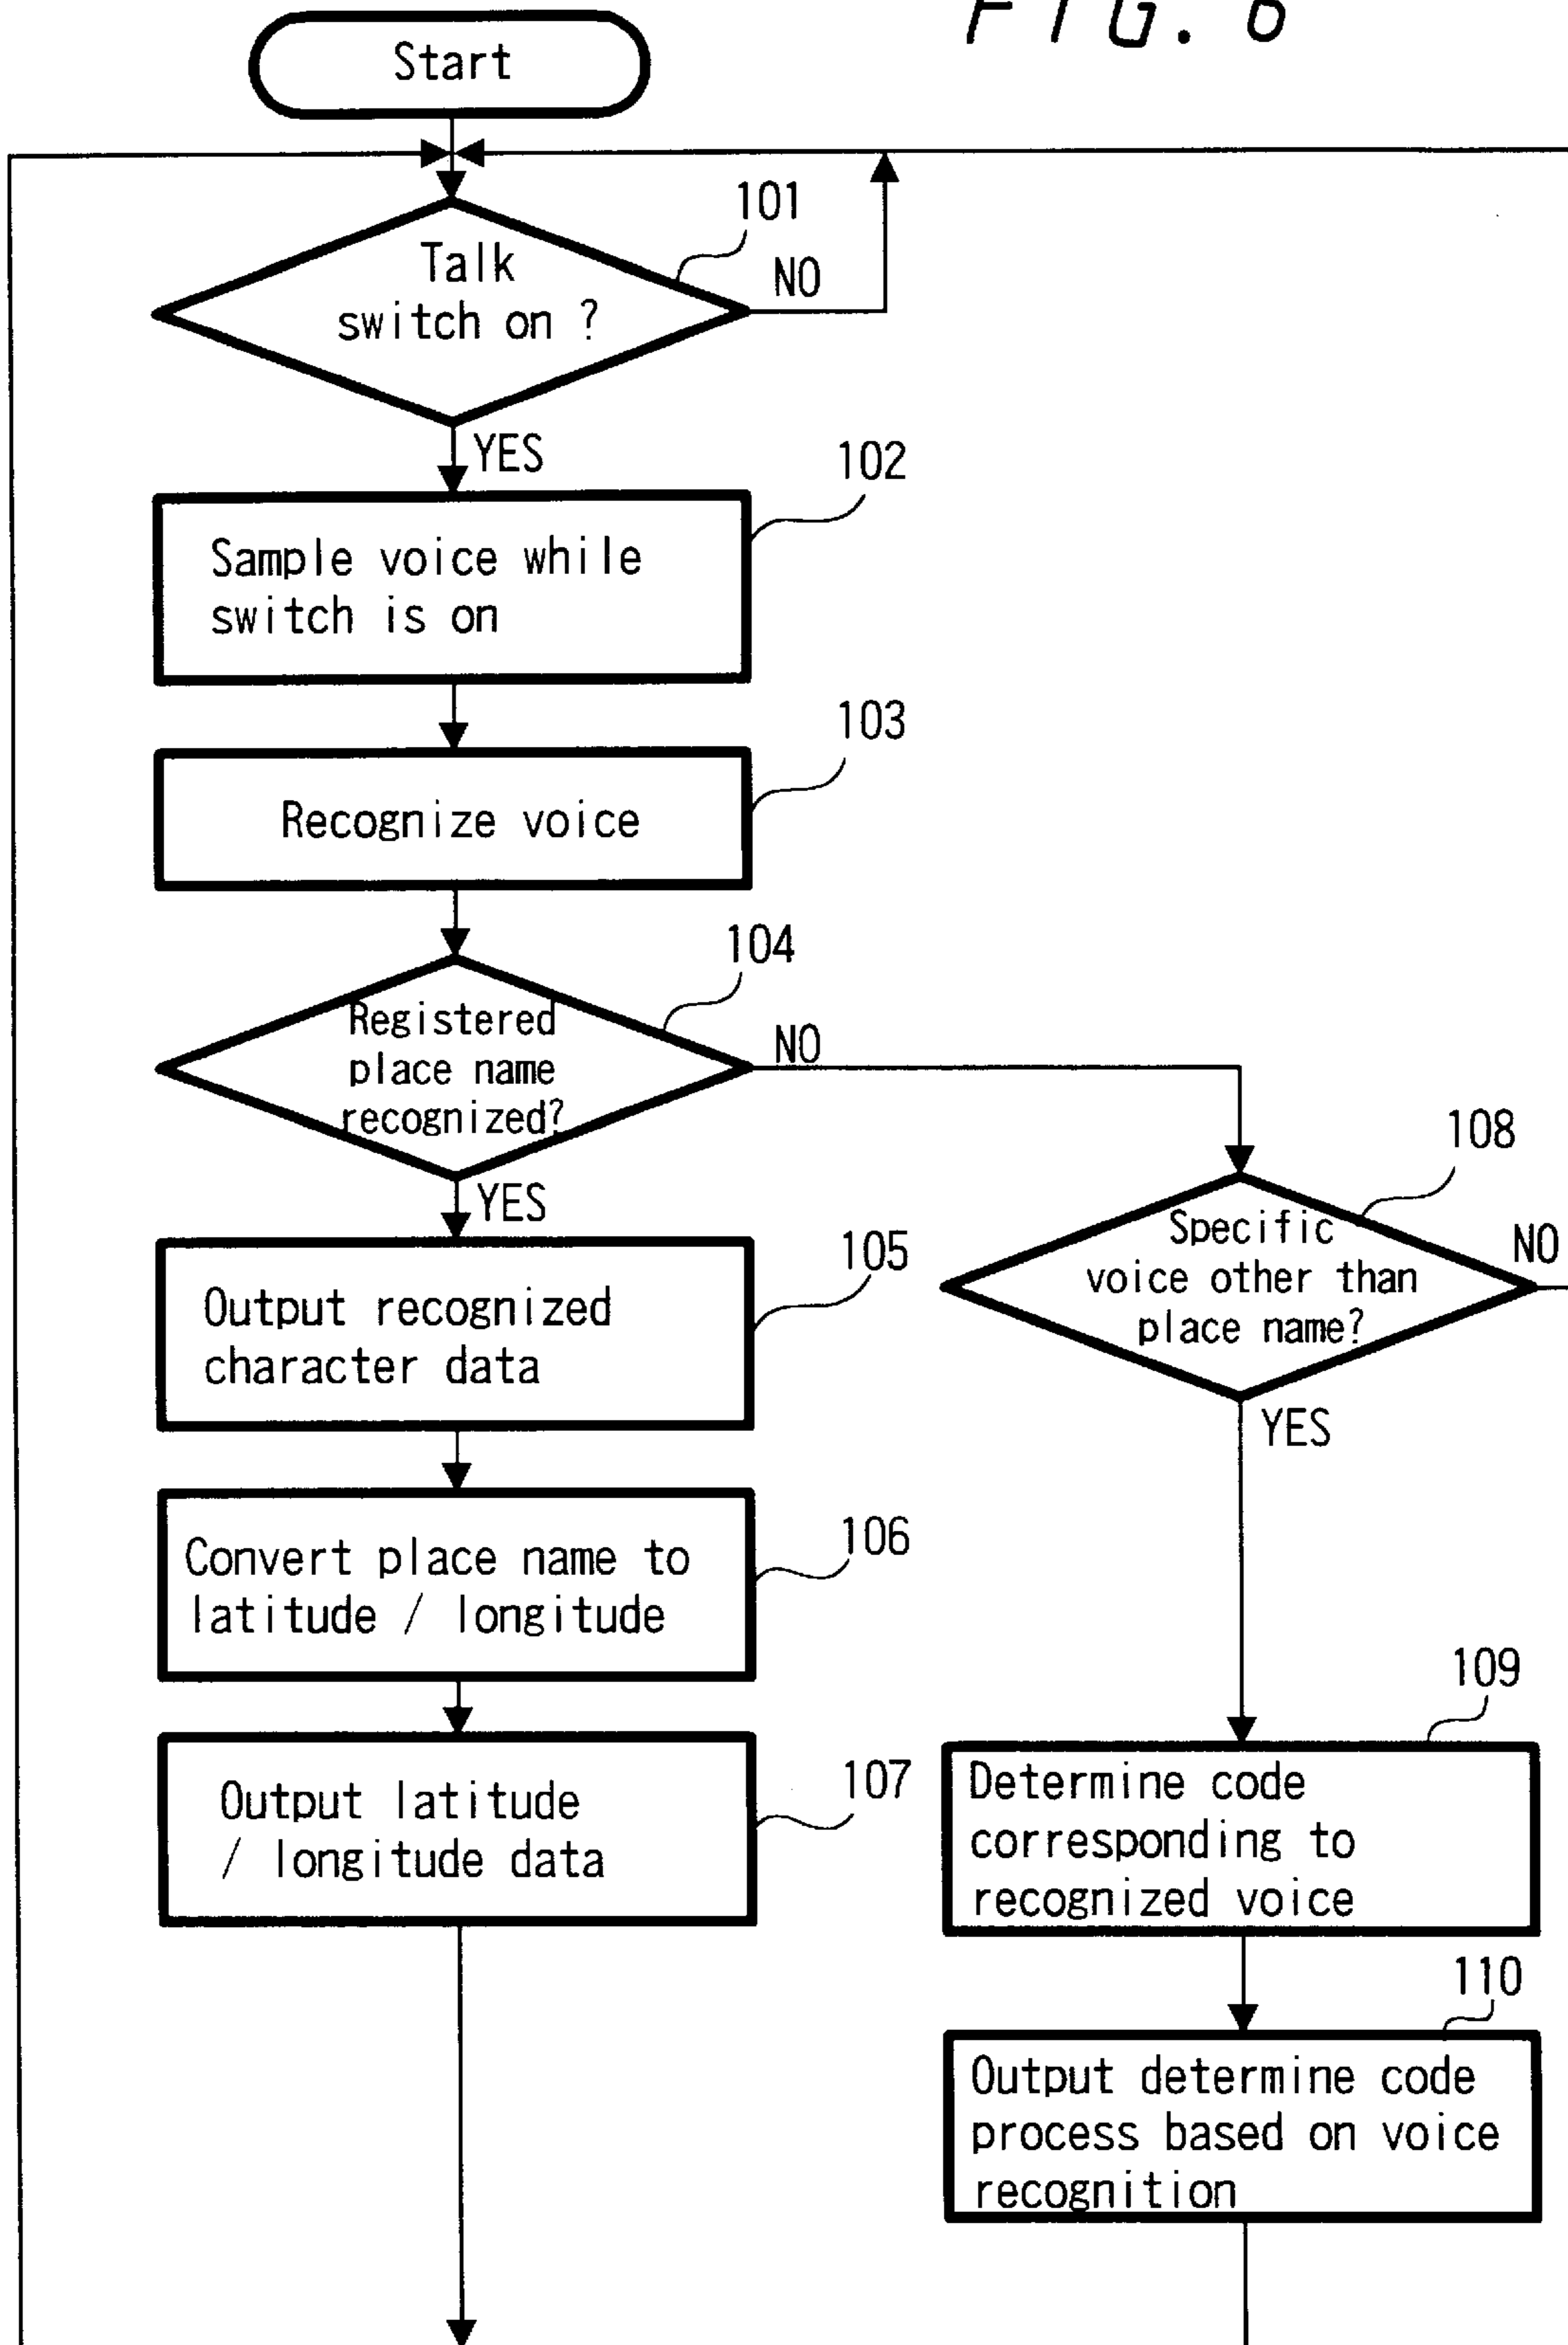 FIG. 6
Start
101
Talk
switch on ?
NO
YES
102
Sample voice while
switch is on
103
Recognize voice
104
Registered
place name
recognized?
NO
YES
105
Output recognized
character data
106
Convert place name to
latitude / longitude
107
Output latitude
/ longitude data
108
Specific
voice other than
place name?
NO
YES
109
Determine code
corresponding to
recognized voice
110
Output determine code
process based on voice
recognition